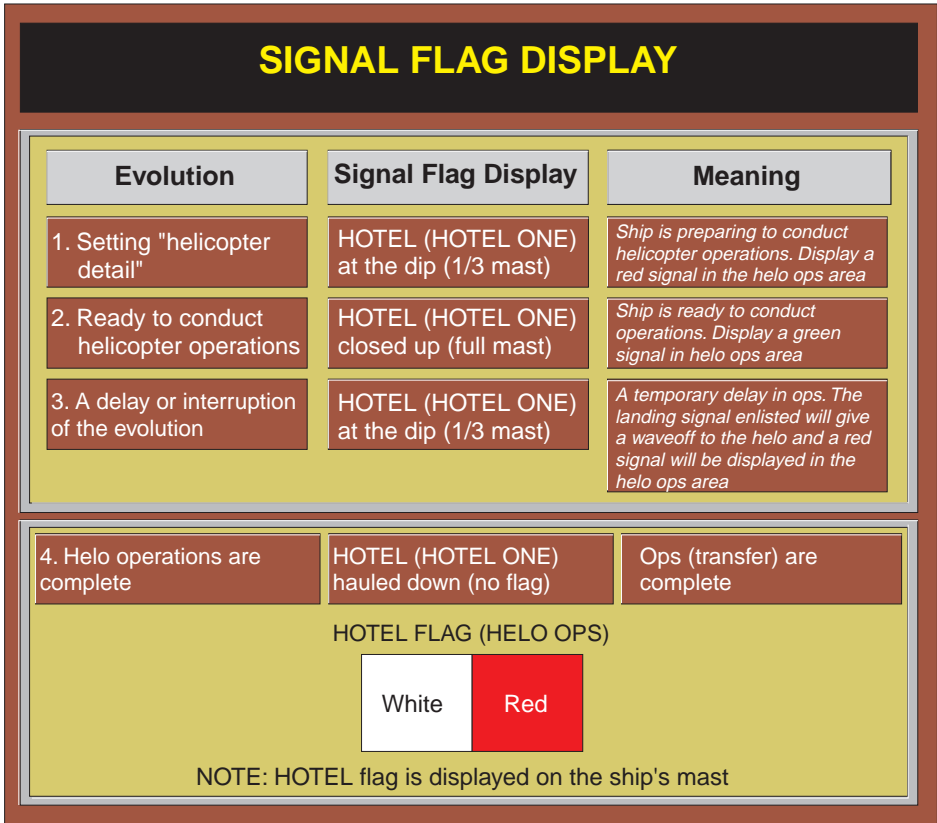 SIGNAL FLAG DISPLAY
Evolution
Signal Flag Display
Meaning
1. Setting "helicopter
detail"
HOTEL (HOTEL ONE)
at the dip (1/3 mast)
Ship is preparing to conduct
helicopter operations. Display a
red signal in the helo ops area
2. Ready to conduct
helicopter operations
HOTEL (HOTEL ONE)
closed up (full mast)
Ship is ready to conduct
operations. Display a green
signal in helo ops area
3. A delay or interruption
of the evolution
HOTEL (HOTEL ONE)
at the dip (1/3 mast)
A temporary delay in ops. The
landing signal enlisted will give
a waveoff to the helo and a red
signal will be displayed in the
helo ops area
4. Helo operations are
complete
HOTEL (HOTEL ONE)
hauled down (no flag)
Ops (transfer) are
complete
HOTEL FLAG (HELO OPS)
White
Red
NOTE: HOTEL flag is displayed on the ship's mast